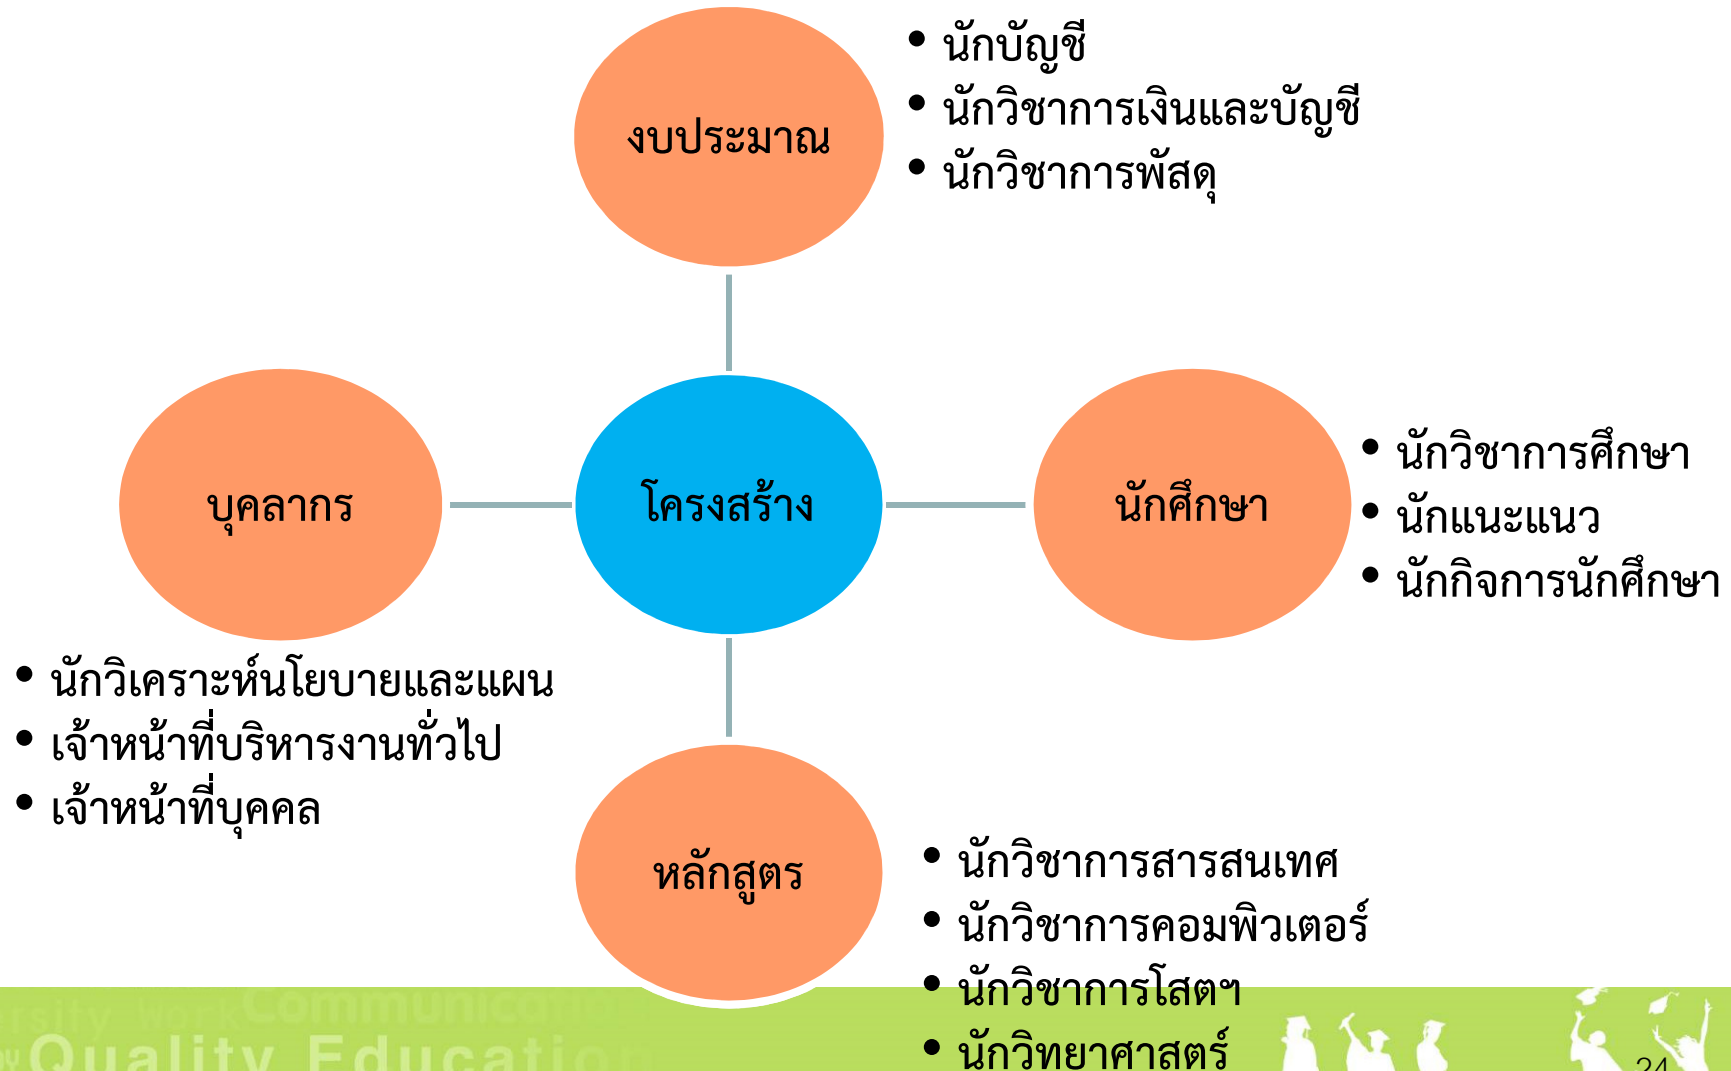 งบประมาณ
• นักบัญชี
• นักวิชาการเงินและบัญชี
• นักวิชาการพัสดุ
บุคลากร
โครงสร้าง
นักศึกษา
• นักวิชาการศึกษา
• นักแนะแนว
• นักกิจการนักศึกษา
• นักวิเคราะห์นโยบายและแผน
• เจ้าหน้าที่บริหารงานทั่วไป
• เจ้าหน้าที่บุคคล
หลักสูตร
• นักวิชาการสารสนเทศ
• นักวิชาการคอมพิวเตอร์
• นักวิชาการโสตฯ
• นักวิทยาศาสตร์
Work Communication
Quality Education
24